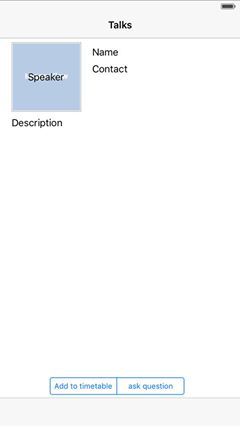 Talks
Speaker
Name
Contact
Description
Add to timetable
ask question